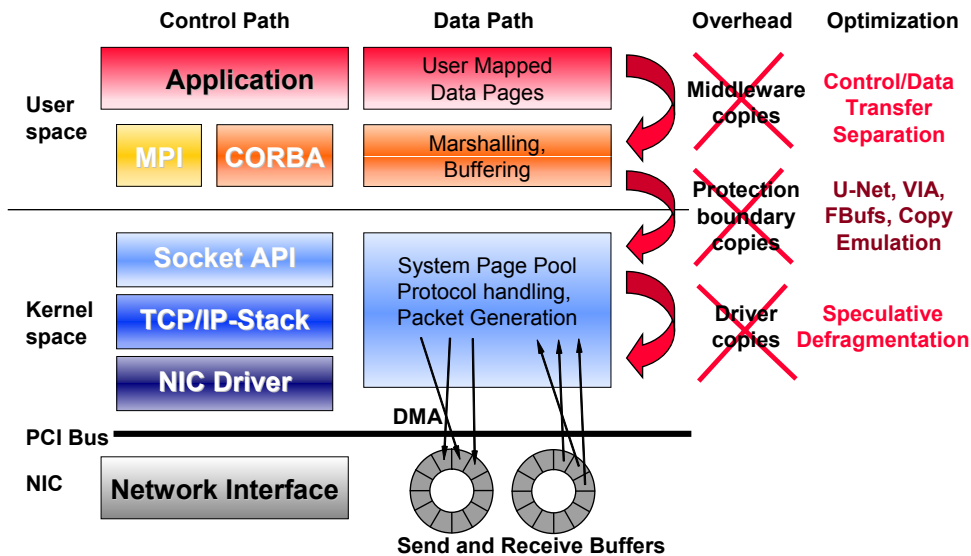 Control Path
Data Path
Overhead
Optimization
User
space
Application
User Mapped
Data Pages
Middleware
copies
Control/Data
Transfer
Separation
MPI
CORBA
Marshalling,
Buffering
Protection
boundary
copies
U-Net, VIA,
FBufs, Copy
Emulation
Kernel
space
Socket API
TCP/IP-Stack
NIC Driver
System Page Pool
Protocol handling,
Packet Generation
Driver
copies
Speculative
Defragmentation
DMA
PCI Bus
NIC
Network Interface
Send and Receive Buffers